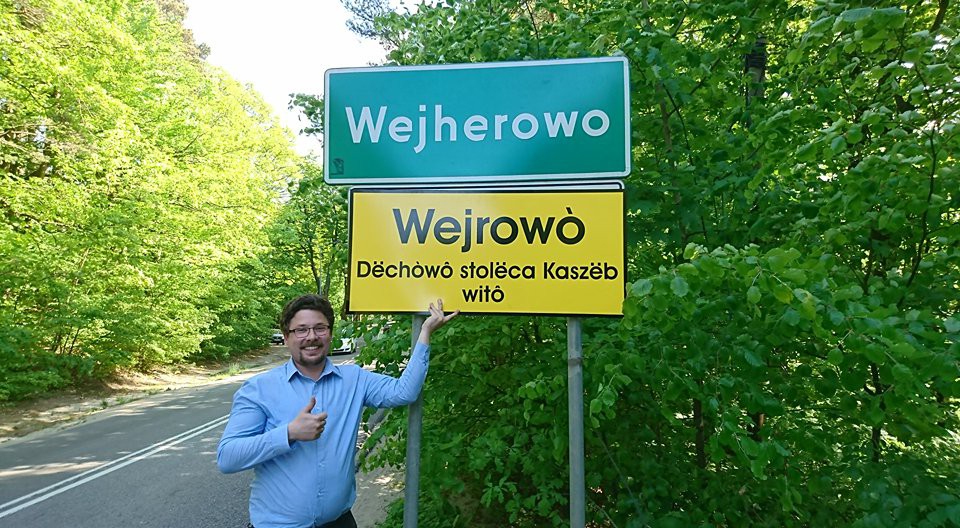 Wejherowo
Wejrowò
Dëchòwô stolëca Kaszëb
witô